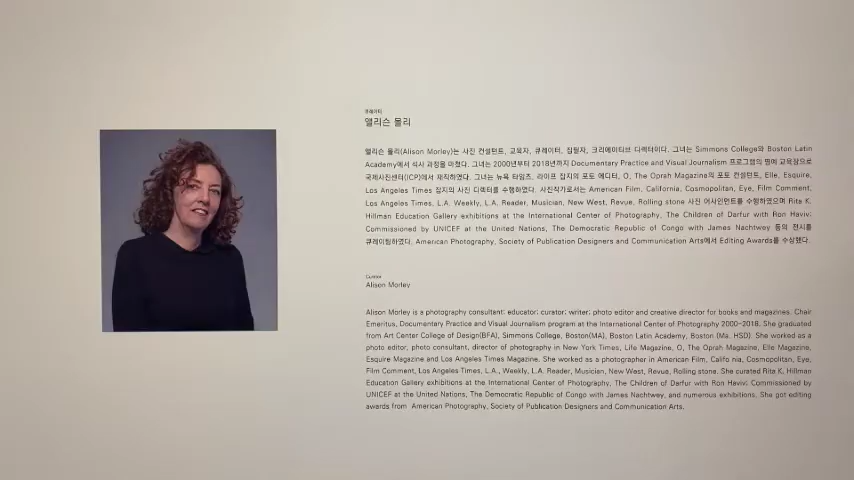 큐레이터
앨리슨 몰리
앨리슨 몰리(Alison Morley)는 사진 컨설턴트, 교육자, 큐레이터, 집필자, 크리에이티브 디렉터이다. 그녀는 Simmons College와 Boston Latin
Academy에서 석사 과정을 마쳤다. 그녀는 2000년부터 2018년까지 Documentary Practice and Visual Journalism 프로그램의 명예 교육장으로
국제사진센터(ICP)에서 재직하였다. 그녀는 뉴욕 타임즈, 라이프 잡지의 포토 에디터, O, The Oprah Magazine의 포토 컨설턴트, Elle, Esquire,
Los Angeles Times 잡지의 사진 디렉터를 수행하였다. 사진작가로서는 American Film, California, Cosmopolitan, Eye, Film Comment,
Los Angeles Times, L.A. Weekly, L.A. Reader, Musician, New West, Revue, Rolling stone 사진 어사인먼트를 수행하였으며 Rita K.
Hillman Education Gallery exhibitions at the International Center of Photography, The Children of Darfur with Ron Haviv;
Commissioned by UNICEF at the United Nations, The Democratic Republic of Congo with James Nachtwey 등의 전시를
큐레이팅하였다. American Photography, Society of Publication Designers and Communication Arts에서 Editing Awards를 수상했다.
Curator
Alison Morley
Alison Morley is a photography consultant; educator; curator; writer; photo editor and creative director for books and magazines. Chair
Emeritus, Documentary Practice and Visual Journalism program at the International Center of Photography 2000-2018. She graduated
from Art Center College of Design(BFA), Simmons College, Boston(MA), Boston Latin Academy, Boston (Ma. HSD). She worked as a
photo editor, photo consultant, director of photography in New York Times, Life Magazine, O, The Oprah Magazine, Elle Magazine,
Esquire Magazine and Los Angeles Times Magazine. She worked as a photographer in American Film, Califo nia, Cosmopolitan, Eye,
Film Comment, Los Angeles Times, L.A., Weekly, L.A. Reader, Musician, New West, Revue, Rolling stone. She curated Rita K. Hillman
Education Gallery exhibitions at the International Center of Photography, The Children of Darfur with Ron Haviv; Commissioned by
UNICEF at the United Nations, The Democratic Republic of Congo with James Nachtwey, and numerous exhibitions. She got editing
awards from American Photography, Society of Publication Designers and Communication Arts.